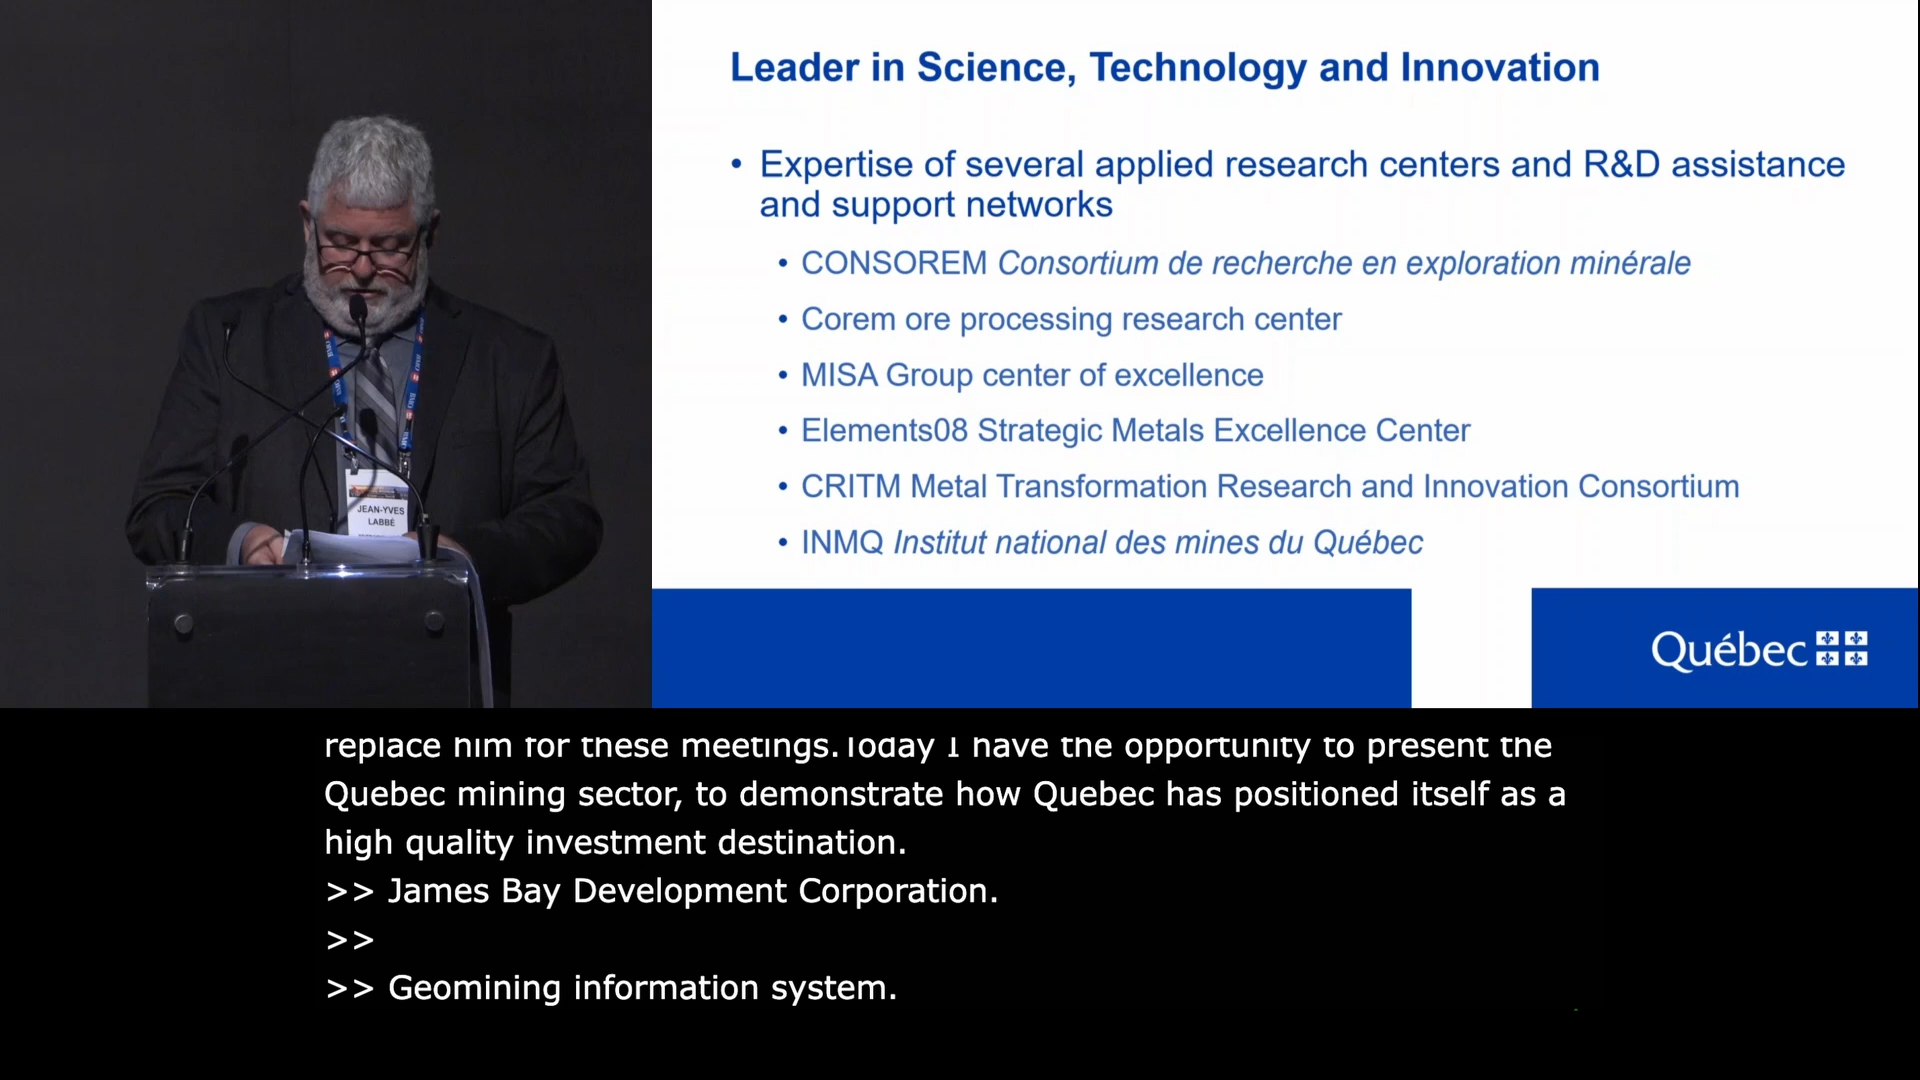 JEAN-YVES
LABBÉ
Leader in Science, Technology and Innovation
• Expertise of several applied research centers and R&D assistance
and support networks
• CONSOREM Consortium de recherche en exploration minérale
• Corem ore processing research center
• MISA Group center of excellence
• Elements08 Strategic Metals Excellence Center
• CRITM Metal Transformation Research and Innovation Consortium
• INMQ Institut national des mines du Québec
Québec
replace him for these meetings.Today I have the opportunity to present the
Quebec mining sector, to demonstrate how Quebec has positioned itself as a
high quality investment destination.
>> James Bay Development Corporation.
>>
>> Geomining information system.